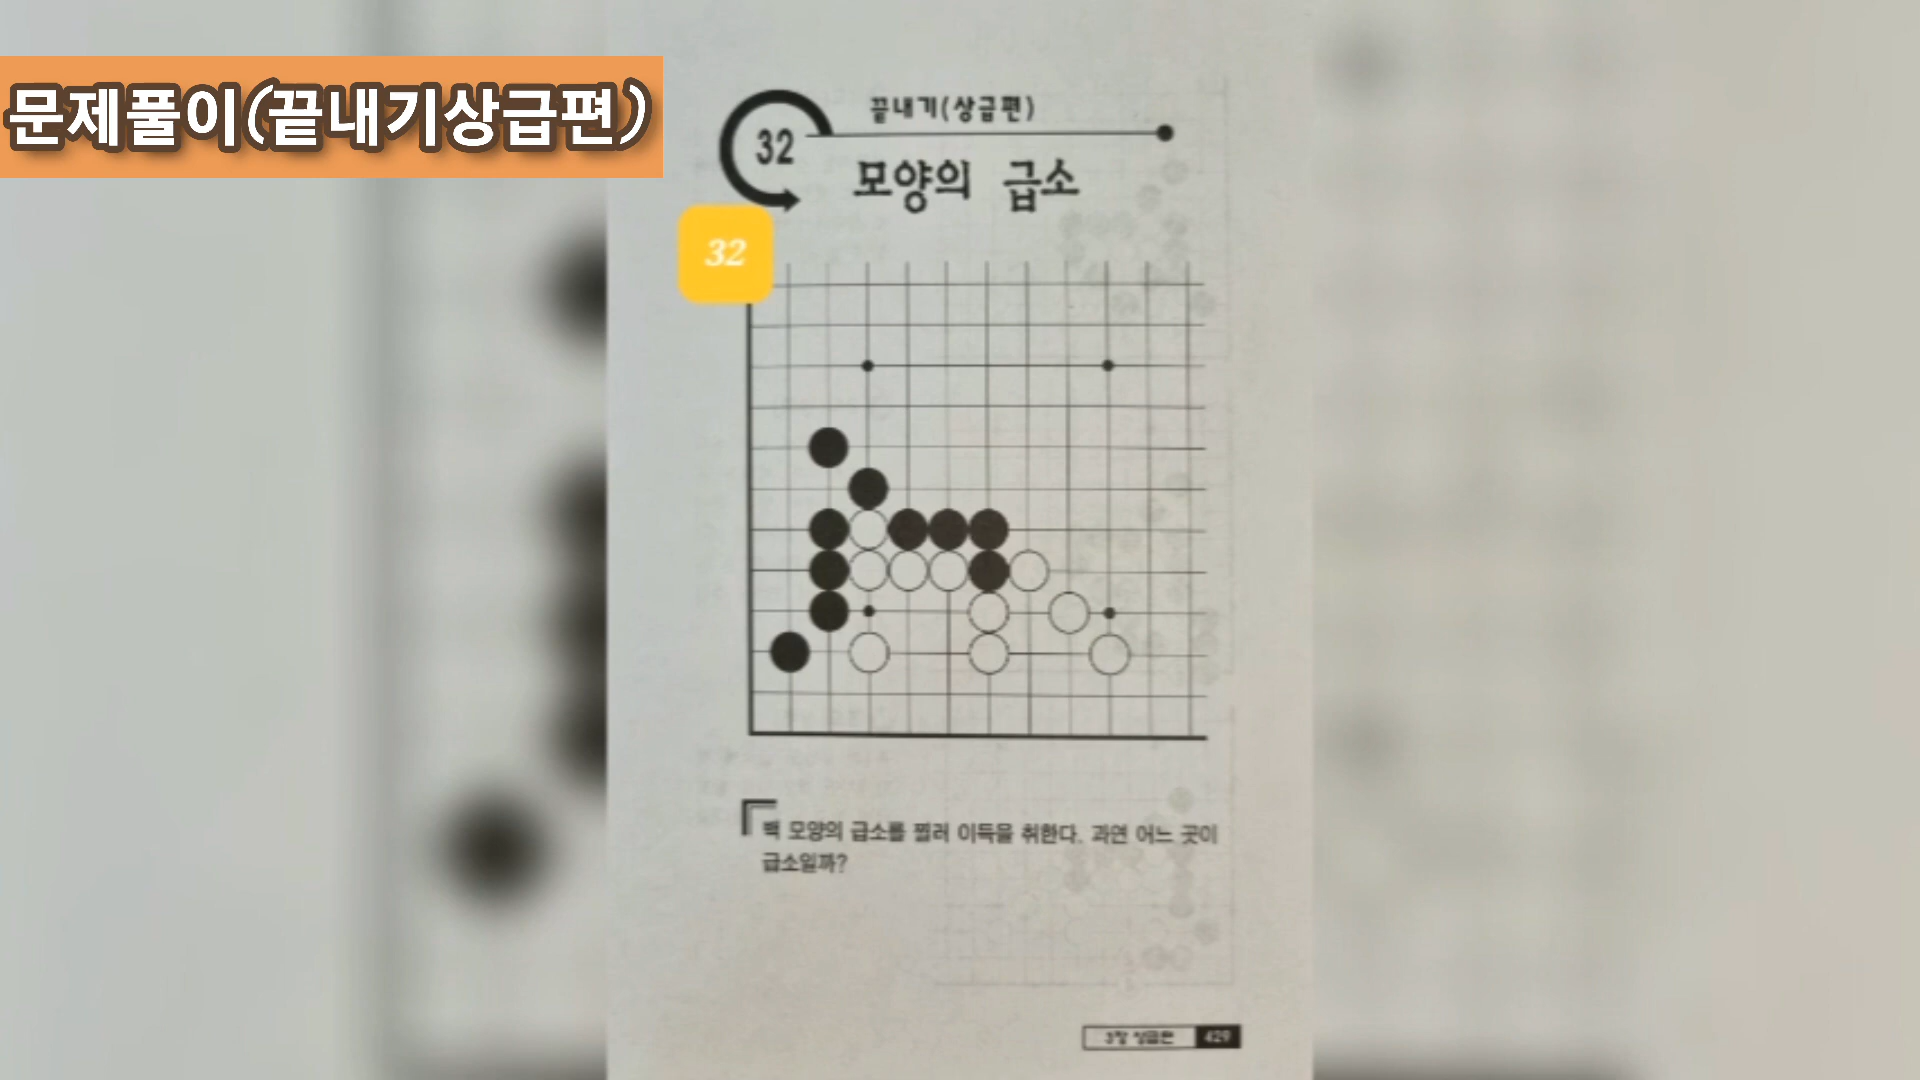 문제풀이(끝내기상급편)
끝내기(상급편)
32
모양의 급소
32
백 모양의 급소를 찔러 이득을 취한다. 과연 어느 곳이
급소일까?
3장 상급편 429